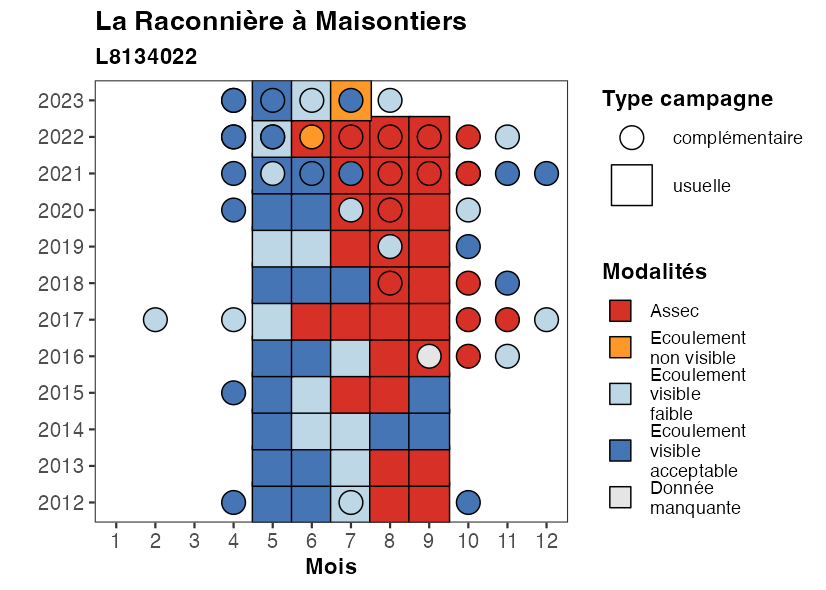 La Raconnière à Maisontiers
L8134022
2023
2022
2021
2020
2019
2018
2017
2016
2015
2014
2013
2012
1 2 3 4 5 6 7 8 9 10 11 12
Mois
Type campagne
complémentaire
usuelle
Modalités
Assec
Ecoulement
non visible
Ecoulement
visible
faible
Ecoulement
visible
acceptable
Donnée
manquante